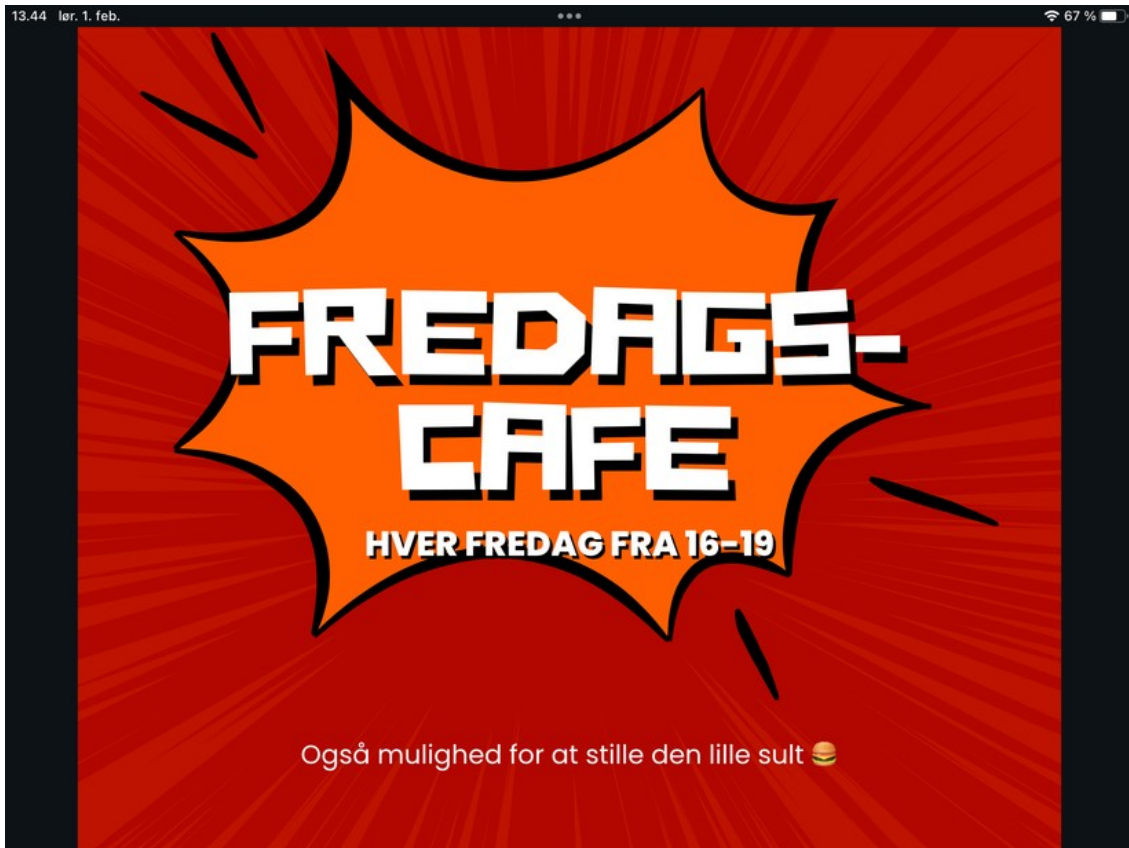 13.44 lør. 1. feb.
67 %
FREDAGS-
CAFE
HVER FREDAG FRA 16-19
Også mulighed for at stille den lille sult 🍔